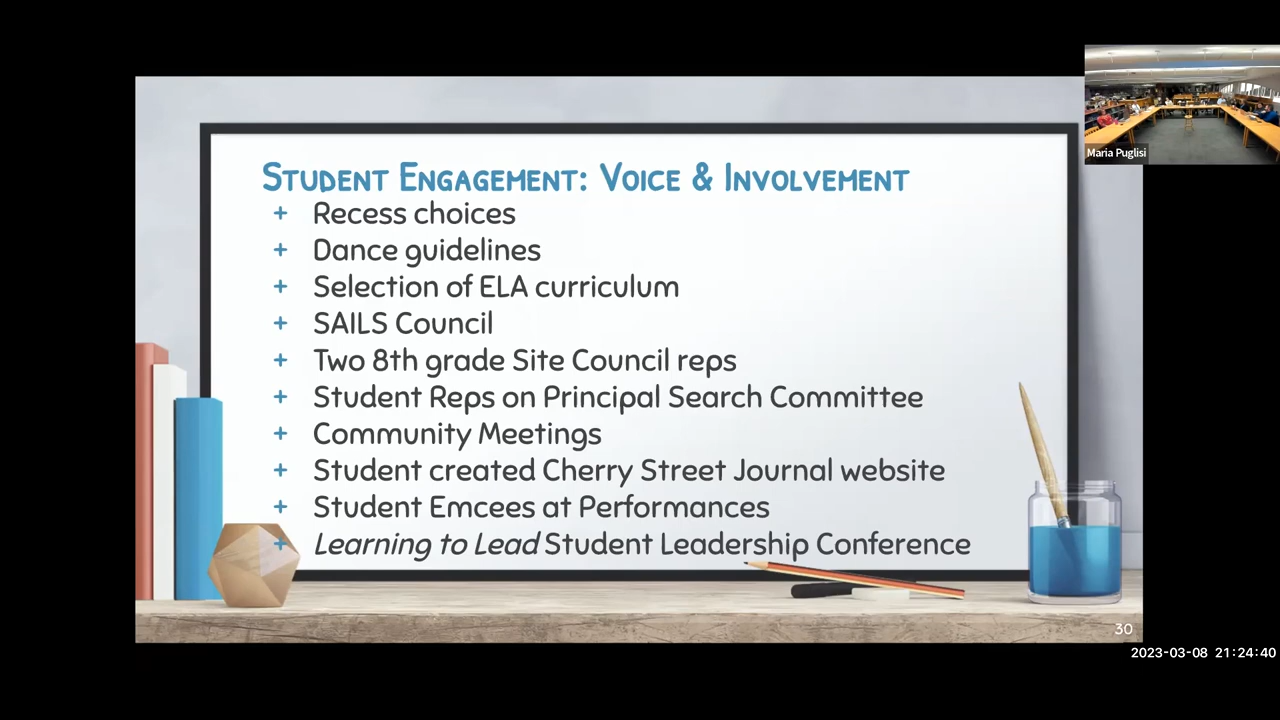 Maria Puglisi
Student Engagement: Voice & Involvement
+ Recess choices
+ Dance guidelines
+ Selection of ELA curriculum
+ SAILS Council
+ Two 8th grade Site Council reps
+ Student Reps on Principal Search Committee
+ Community Meetings
+ Student created Cherry Street Journal website
+ Student Emcees at Performances
+ Learning to Lead Student Leadership Conference
30
2023-03-08 21:24:40